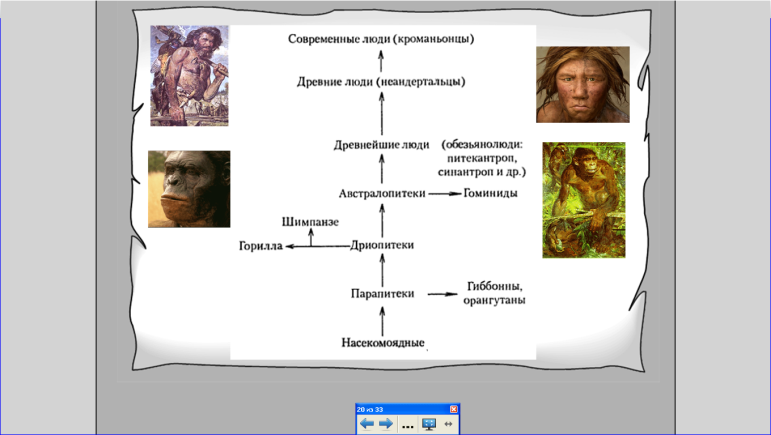 Современные люди (кроманьонцы)
Древние люди (неандертальцы)
Древнейшие люди (обезьянолюди:
питекантроп,
синантроп и др.)
Австралопитеки
Гоминиды
Шимпанзе
Горилла
Дриопитеки
Парапитеки
Гиббонны,
орангутаны
Насекомоядные
20 из 33